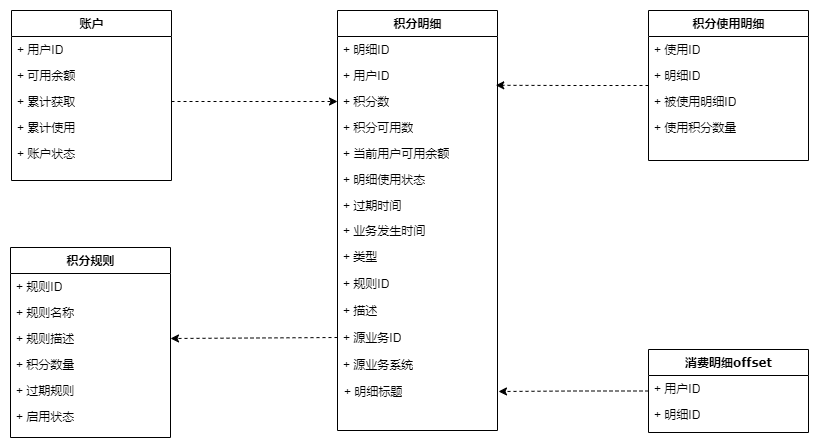 账户
+ 用户ID
+ 可用余额
+ 累计获取
+ 累计使用
+ 账户状态
积分明细
+ 明细ID
+ 用户ID
+ 积分数
+ 积分可用数
+ 当前用户可用余额
+ 明细使用状态
+ 过期时间
+ 业务发生时间
+ 类型
+ 规则ID
+ 描述
+ 源业务ID
+ 源业务系统
+ 明细标题
积分使用明细
+ 使用ID
+ 明细ID
+ 被使用明细ID
+ 使用积分数量
积分规则
+ 规则ID
+ 规则名称
+ 规则描述
+ 积分数量
+ 过期规则
+ 启用状态
消费明细offset
+ 用户ID
+ 明细ID